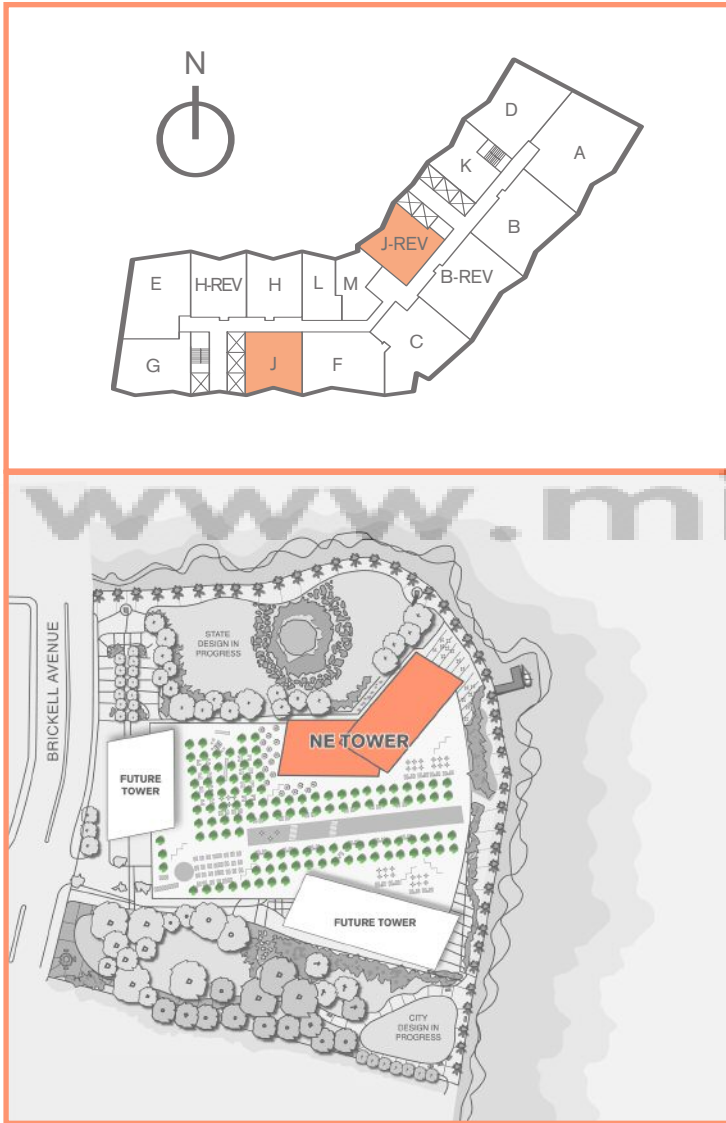 N
D
A
K
B
J-REV
B-REV
E
H-REV
H
L
M
C
G
J
F
www.m
BRICKELL AVENUE
STATE
DESIGN IN
PROGRESS
NE TOWER
FUTURE
TOWER
FUTURE TOWER
CITY
DESIGN IN
PROGRESS